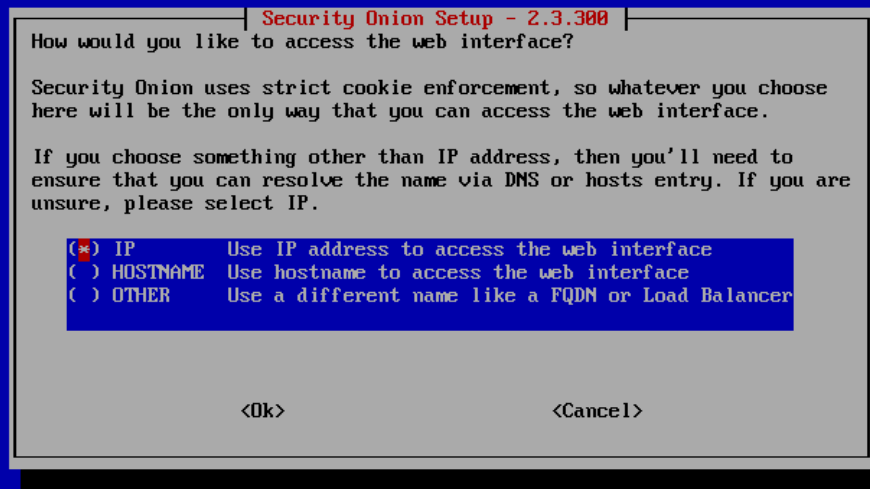 Security Onion Setup - 2.3.300
How would you like to access the web interface?
Security Onion uses strict cookie enforcement, so whatever you choose
here will be the only way that you can access the web interface.
If you choose something other than IP address, then you'll need to
ensure that you can resolve the name via DNS or hosts entry. If you are
unsure, please select IP.
(*) IP Use IP address to access the web interface
( ) HOSTNAME Use hostname to access the web interface
( ) OTHER Use a different name like a FQDN or Load Balancer
<Ok> <Cancel>